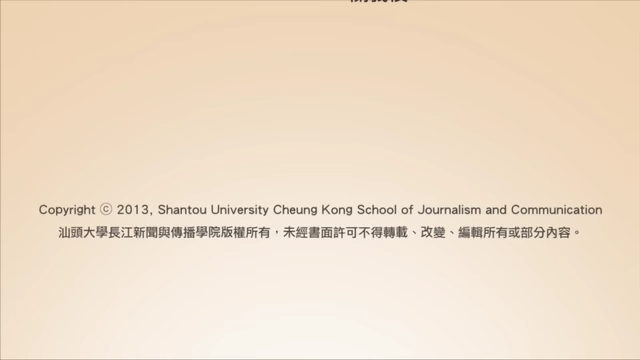 Copyright ⓒ 2013, Shantou University Cheung Kong School of Journalism and Communication
汕頭大學長江新聞與傳播學院版權所有，未經書面許可不得轉載、改變、編輯所有或部分內容。